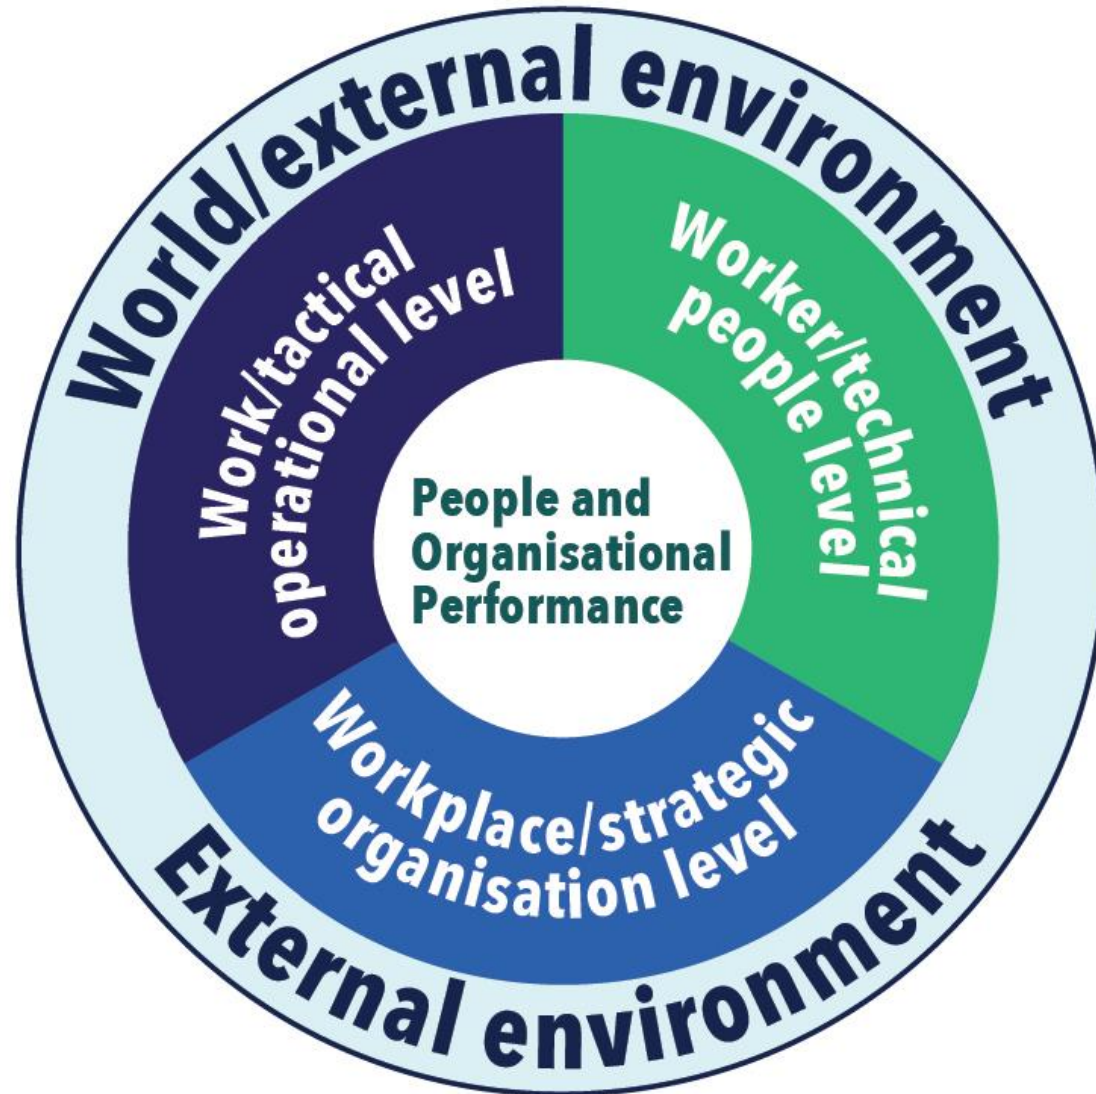 World/external environment
Work/tactical
operational level
Worker/technical
people level
People and
Organisational
Performance
Workplace/strategic
organisation level
External environment